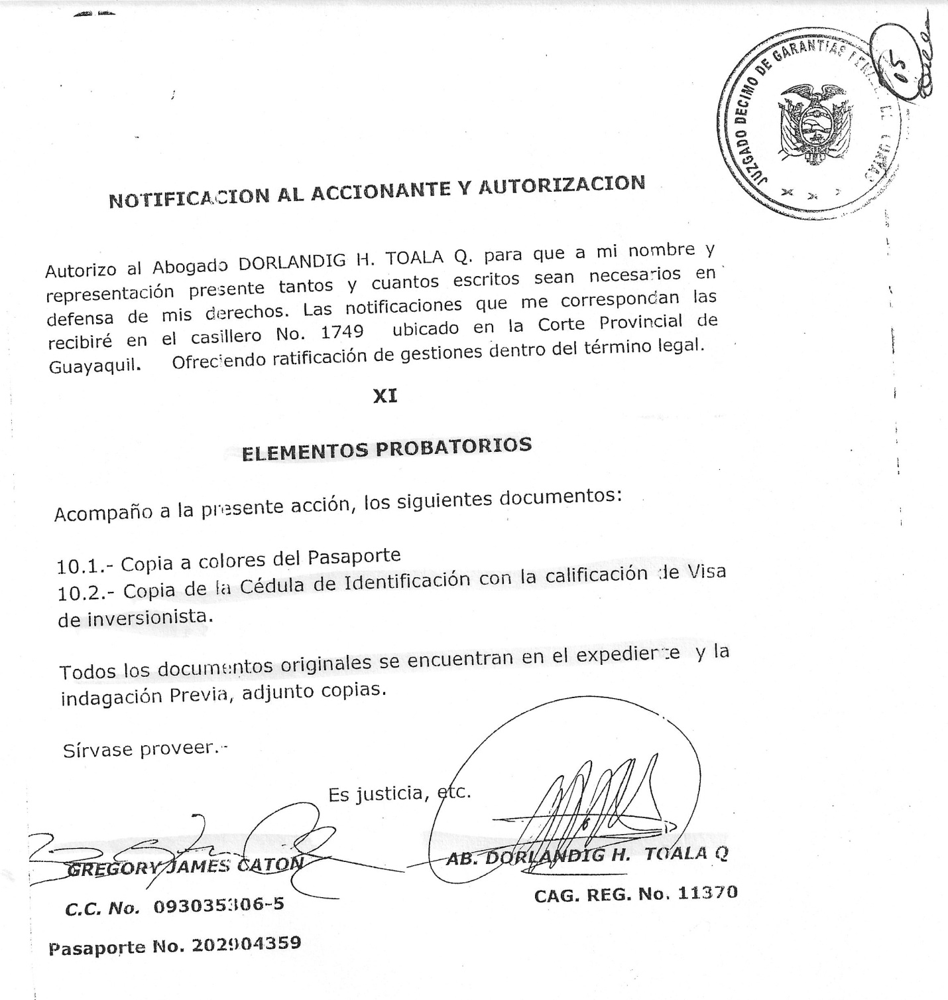 JUZGADO DECIMO DE GARANTIAS
05
NOTIFICACION AL ACCIONANTE Y AUTORIZACION
Autorizo al Abogado DORLANDIG H. TOALA Q. para que a mi nombre y
representación presente tantos y cuantos escritos sean necesarios en
defensa de mis derechos. Las notificaciones que me correspondan las
recibiré en el casillero No. 1749 ubicado en la Corte Provincial de
Guayaquil. Ofreciendo ratificación de gestiones dentro del término legal.
XI
ELEMENTOS PROBATORIOS
Acompaño a la presente acción, los siguientes documentos:
10.1.- Copia a colores del Pasaporte
10.2.- Copia de la Cédula de Identificación con la calificación de Visa
de inversionista.
Todos los documentos originales se encuentran en el expediente y la
indagación Previa, adjunto copias.
Sírvase proveer.-
Es justicia, etc.
GREGORY JAMES CATON
AB. DORLANDIG H. TOALA Q
C.C. No. 093035306-5
CAG. REG. No. 11370
Pasaporte No. 202904359